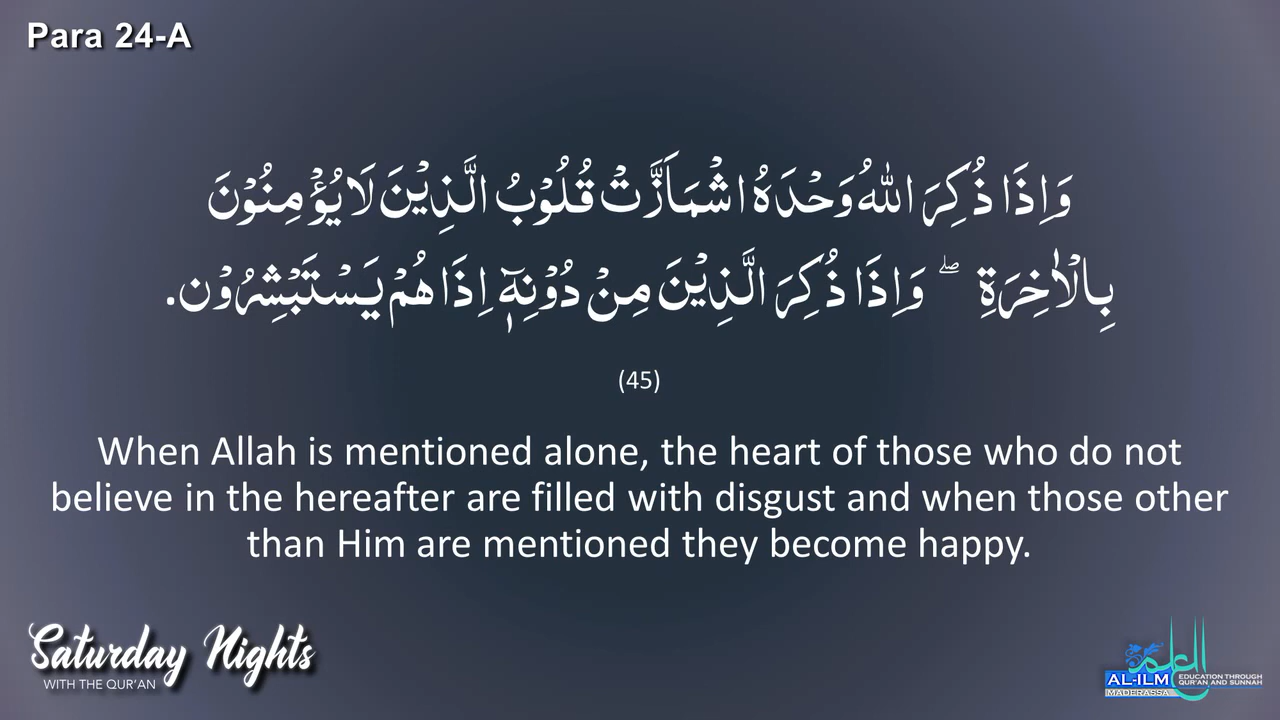 Para 24-A
وَاِذَا ذُكِرَ اللّٰهُ وَحْدَهُ اشْمَاَزَّتْ قُلُوْبُ الَّذِيْنَ لَا يُؤْمِنُوْنَ
بِالْاٰخِرَةِ ۖ وَاِذَا ذُكِرَ الَّذِيْنَ مِنْ دُوْنِهٖٓ اِذَا هُمْ يَسْتَبْشِرُوْن.
(45)
When Allah is mentioned alone, the heart of those who do not
believe in the hereafter are filled with disgust and when those other
than Him are mentioned they become happy.
Saturday Nights
WITH THE QUR'AN
العلم
AL-ILM
MADERASSA
EDUCATION THROUGH
QUR'AN AND SUNNAH